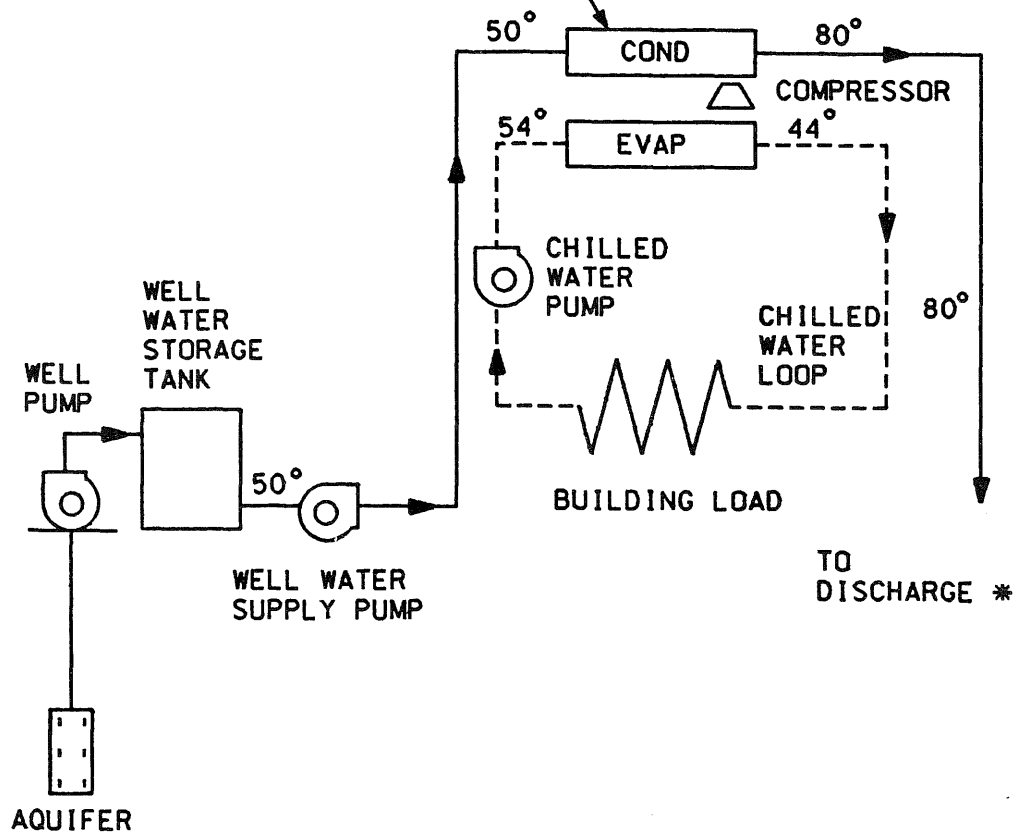 50°
COND
80°
COMPRESSOR
54°
EVAP
44°
CHILLED
WATER
PUMP
WELL
WATER
STORAGE
TANK
CHILLED
WATER
LOOP
80°
WELL
PUMP
50°
BUILDING LOAD
WELL WATER
SUPPLY PUMP
TO
DISCHARGE *
AQUIFER